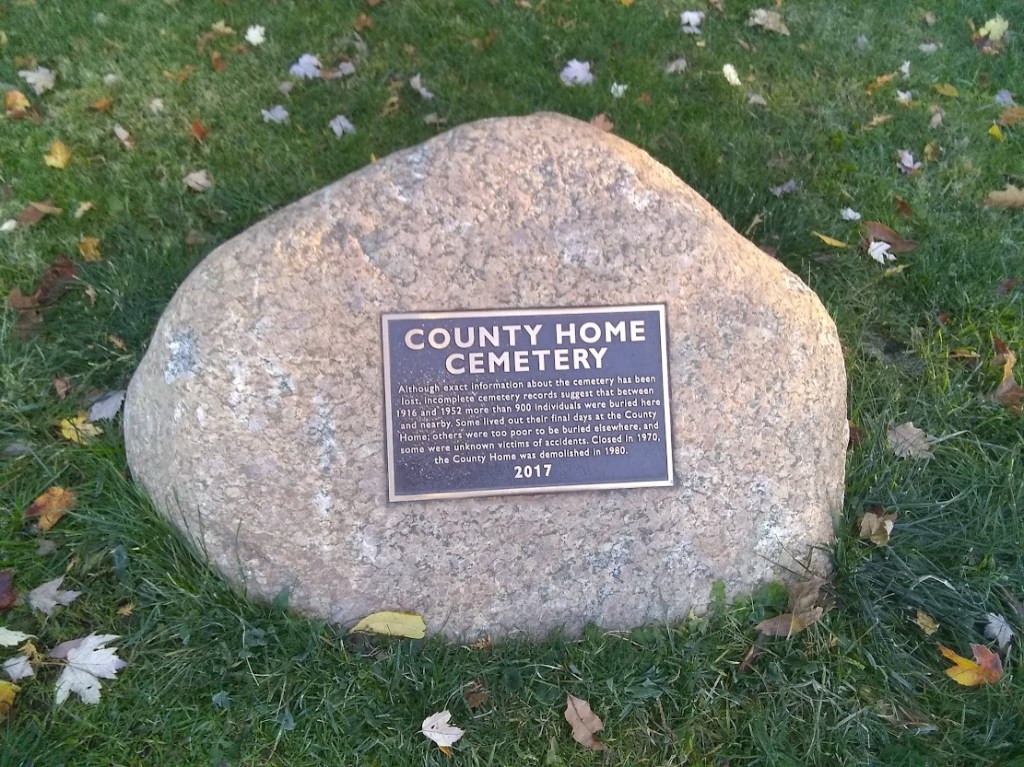 COUNTY HOME
CEMETERY
Although exact information about the cemetery has been
lost, incomplete cemetery records suggest that between
1916 and 1952 more than 900 individuals were buried here
and nearby. Some lived out their final days at the County
Home; others were too poor to be buried elsewhere, and
some were unknown victims of accidents. Closed in 1970,
the County Home was demolished in 1980.
2017